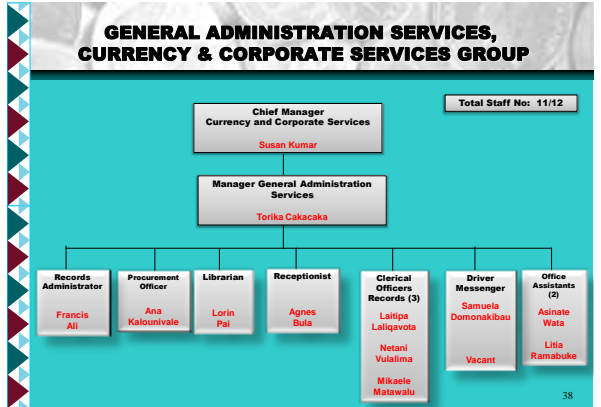 GENERAL ADMINISTRATION SERVICES,
CURRENCY & CORPORATE SERVICES GROUP
Total Staff No: 11/12
Chief Manager
Currency and Corporate Services
Susan Kumar
Manager General Administration
Services
Torika Cakacaka
Records
Administrator
Francis
Ali
Procurement
Officer
Ana
Kalounivale
Librarian
Lorin
Pai
Receptionist
Agnes
Bula
Clerical
Officers
Records (3)
Laitipa
Laliqavota
Netani
Vulalima
Mikaele
Matawalu
Driver
Messenger
Samuela
Domonakibau
Vacant
Office
Assistants
(2)
Asinate
Wata
Litia
Ramabuke
38